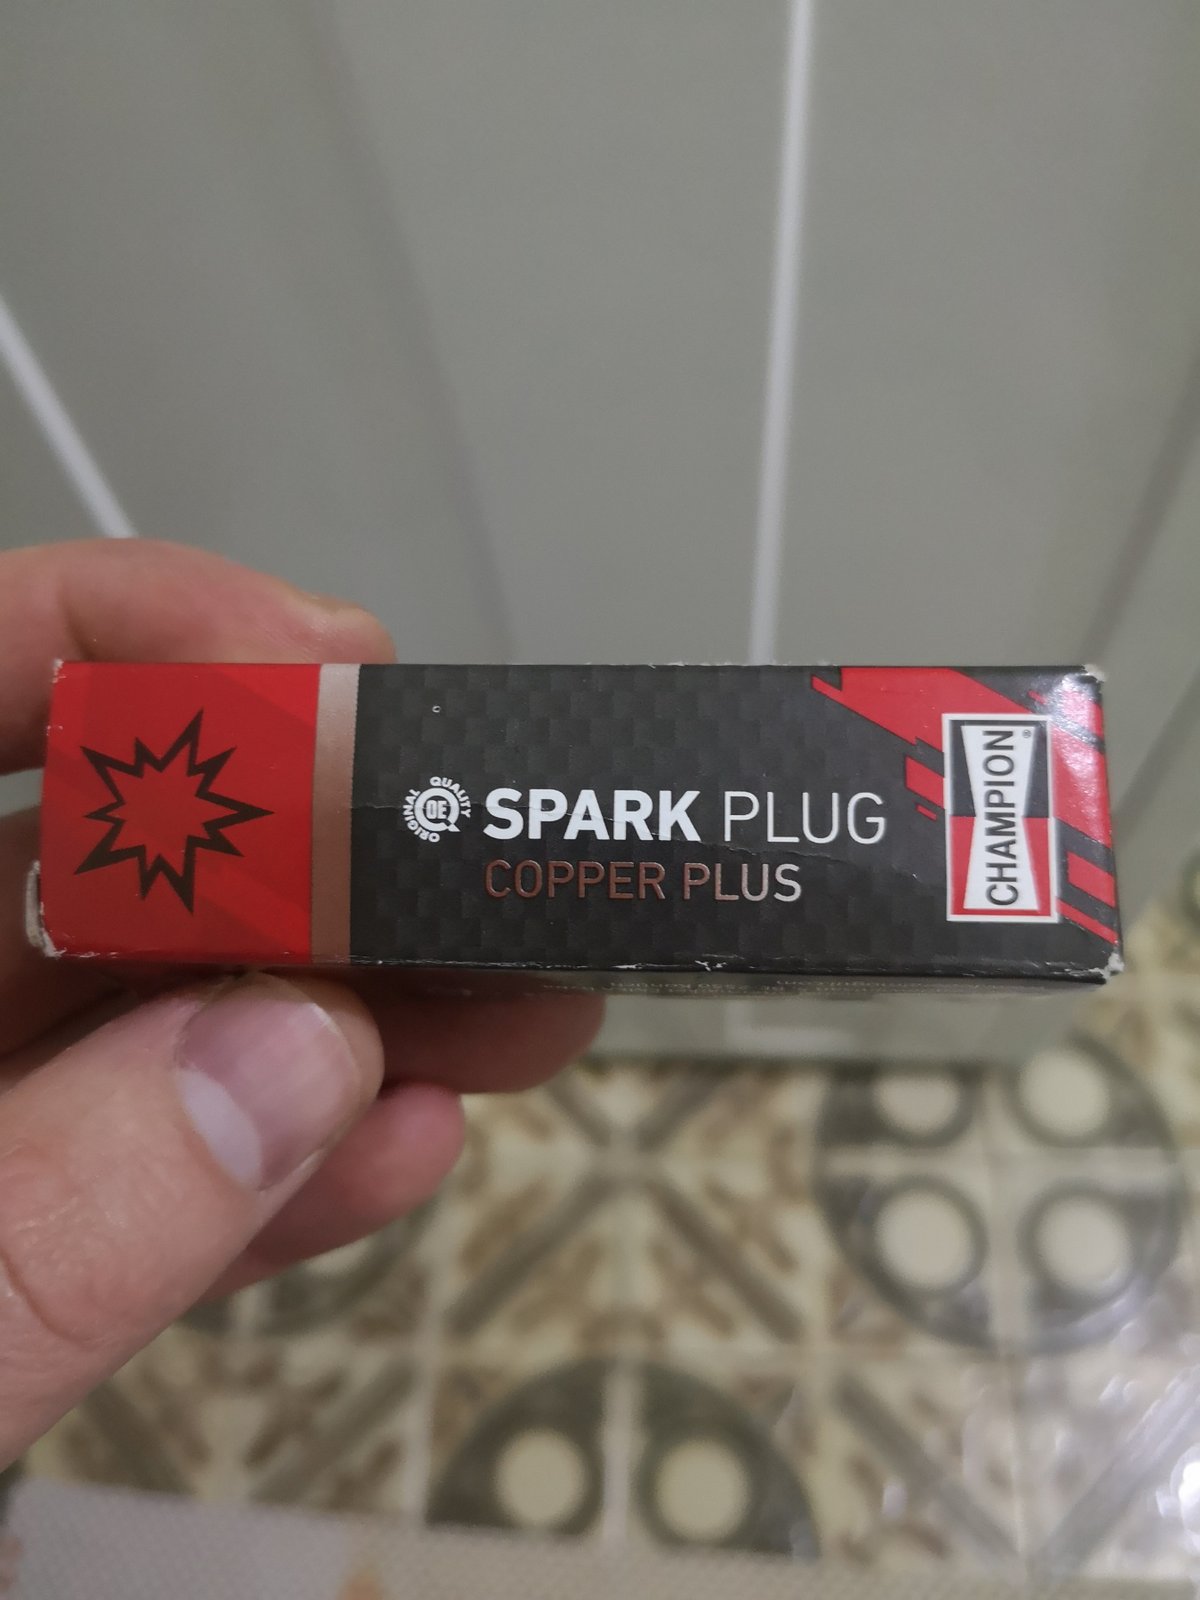 ORIGINAL QUALITY
OE
SPARK PLUG
COPPER PLUS
CHAMPION®